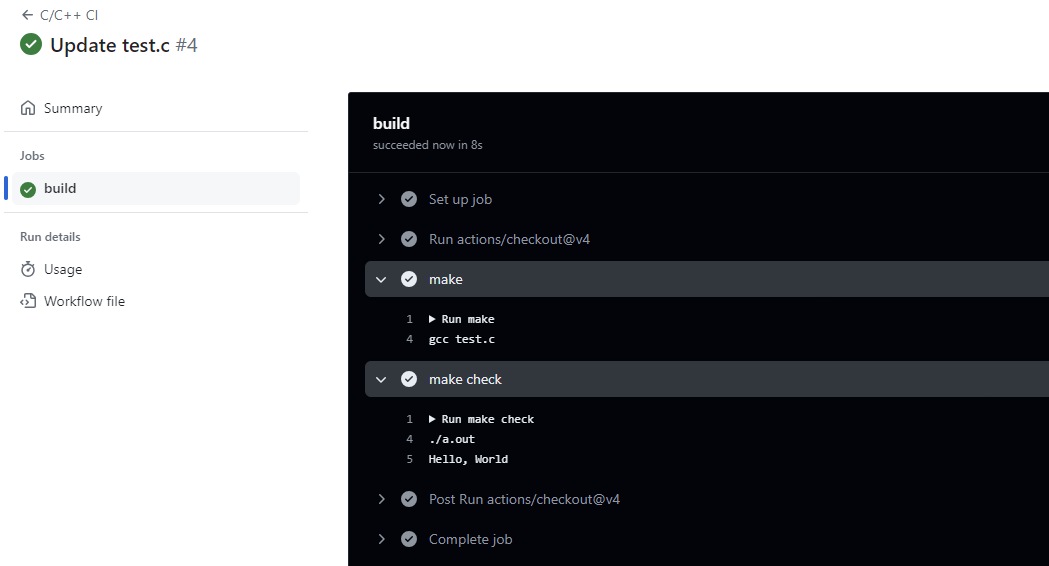 ← C/C++ CI
Update test.c #4
Summary
Jobs
build
Run details
Usage
Workflow file
build
succeeded now in 8s
Set up job
Run actions/checkout@v4
make
1 ▶ Run make
4 gcc test.c
make check
1 ▶ Run make check
4 ./a.out
5 Hello, World
Post Run actions/checkout@v4
Complete job